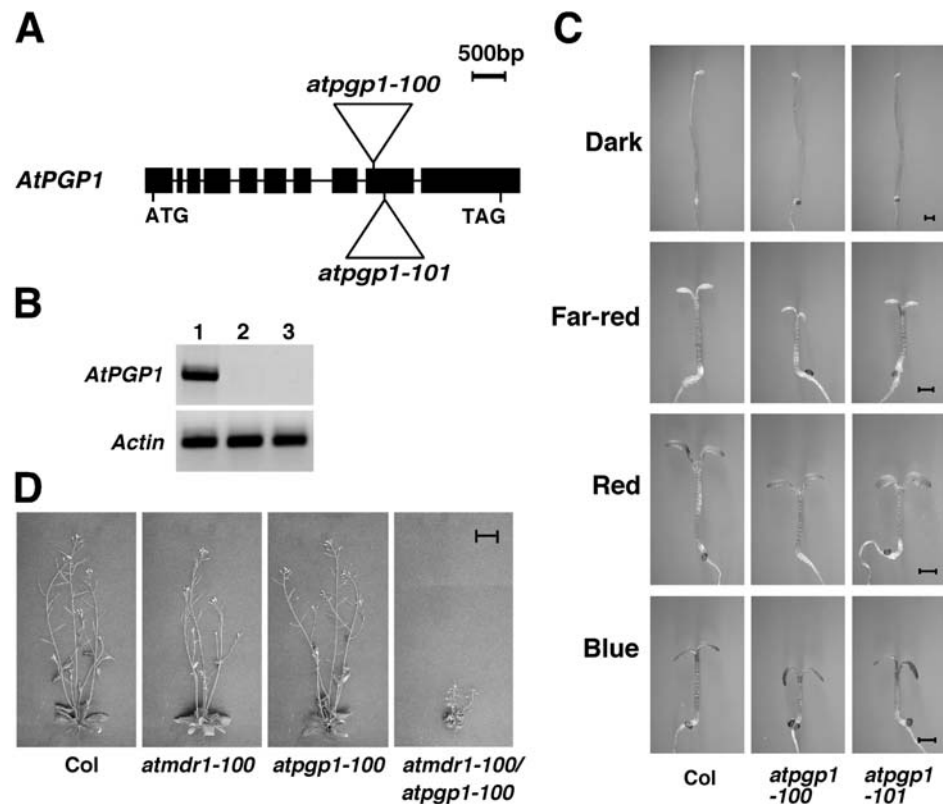 A
500bp
atpgp1-100
AtPGP1
ATG
TAG
atpgp1-101
B
1 2 3
AtPGP1
Actin
C
Dark
Far-red
Red
Blue
Col
atpgp1
-100
atpgp1
-101
D
Col
atmdr1-100
atpgp1-100
atmdr1-100/
atpgp1-100